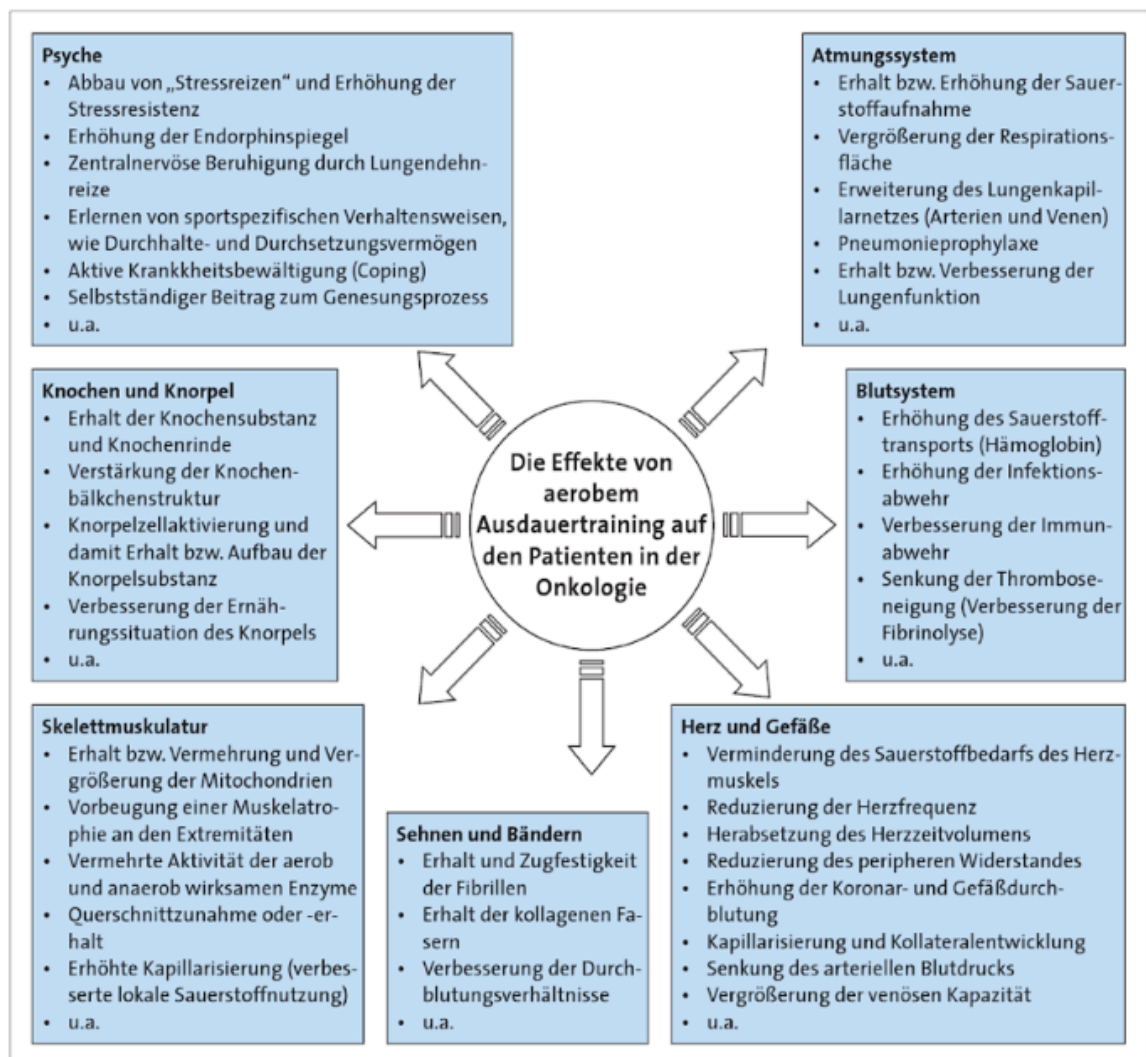 Psyche
• Abbau von „Stressreizen“ und Erhöhung der
Stressresistenz
• Erhöhung der Endorphinspiegel
• Zentralnervöse Beruhigung durch Lungendehn-
reize
• Erlernen von sportspezifischen Verhaltensweisen,
wie Durchhalte- und Durchsetzungsvermögen
• Aktive Krankkheitsbewältigung (Coping)
• Selbstständiger Beitrag zum Genesungsprozess
• u.a.
Atmungssystem
• Erhalt bzw. Erhöhung der Sauer-
stoffaufnahme
• Vergrößerung der Respirations-
fläche
• Erweiterung des Lungenkapil-
larnetzes (Arterien und Venen)
• Pneumonieprophylaxe
• Erhalt bzw. Verbesserung der
Lungenfunktion
• u.a.
Knochen und Knorpel
• Erhalt der Knochensubstanz
und Knochenrinde
• Verstärkung der Knochen-
bälkchenstruktur
• Knorpelzellaktivierung und
damit Erhalt bzw. Aufbau der
Knorpelsubstanz
• Verbesserung der Ernäh-
rungssituation des Knorpels
• u.a.
Die Effekte von
aerobem
Ausdauertraining auf
den Patienten in der
Onkologie
Blutsystem
• Erhöhung des Sauerstoff-
transports (Hämoglobin)
• Erhöhung der Infektions-
abwehr
• Verbesserung der Immun-
abwehr
• Senkung der Thrombose-
neigung (Verbesserung der
Fibrinolyse)
• u.a.
Skelettmuskulatur
• Erhalt bzw. Vermehrung und Ver-
größerung der Mitochondrien
• Vorbeugung einer Muskelatro-
phie an den Extremitäten
• Vermehrte Aktivität der aerob
und anaerob wirksamen Enzyme
• Querschnittzunahme oder -er-
halt
• Erhöhte Kapillarisierung (verbes-
serte lokale Sauerstoffnutzung)
• u.a.
Sehnen und Bändern
• Erhalt und Zugfestigkeit
der Fibrillen
• Erhalt der kollagenen Fa-
sern
• Verbesserung der Durch-
blutungsverhältnisse
• u.a.
Herz und Gefäße
• Verminderung des Sauerstoffbedarfs des Herz-
muskels
• Reduzierung der Herzfrequenz
• Herabsetzung des Herzzeitvolumens
• Reduzierung des peripheren Widerstandes
• Erhöhung der Koronar- und Gefäßdurch-
blutung
• Kapillarisierung und Kollateralentwicklung
• Senkung des arteriellen Blutdrucks
• Vergrößerung der venösen Kapazität
• u.a.